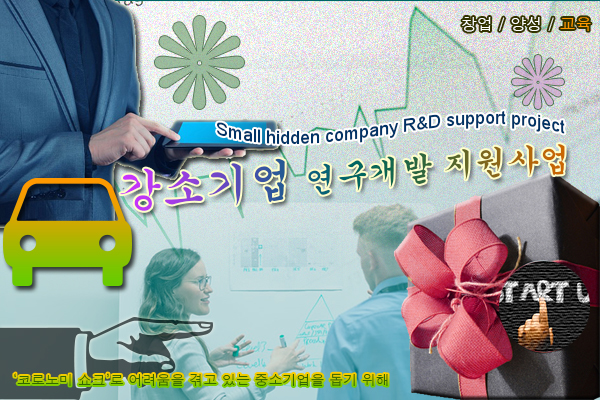 창업 / 양성 / 교육
Small hidden company R&D support project
강소기업 연구개발 지원사업
START U
'코르노미 쇼크'로 어려움을 겪고 있는 중소기업을 돕기 위해